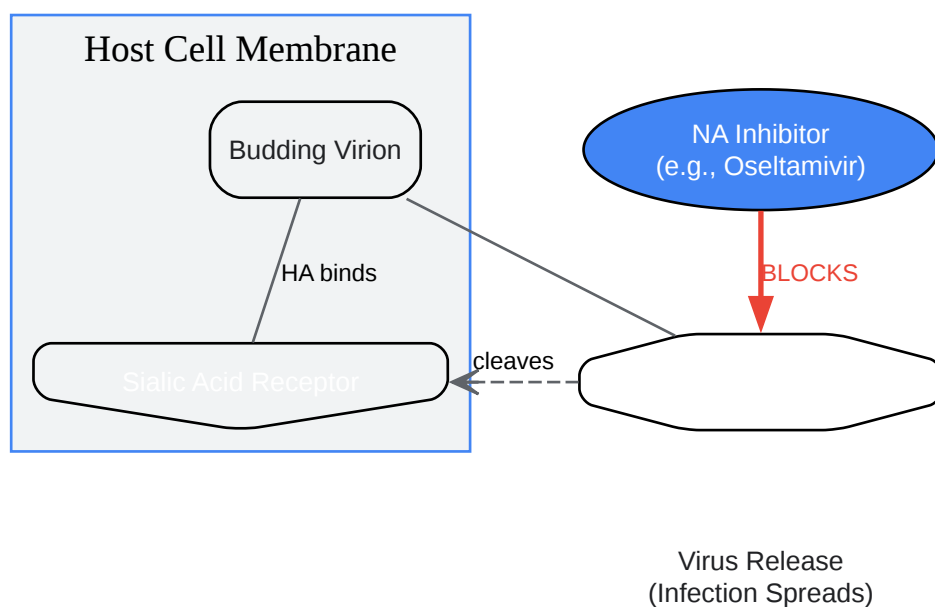 Host Cell Membrane
Budding Virion
NA Inhibitor
(e.g., Oseltamivir)
HA binds
BLOCKS
cleaves
Sialic Acid Receptor
Virus Release
(Infection Spreads)